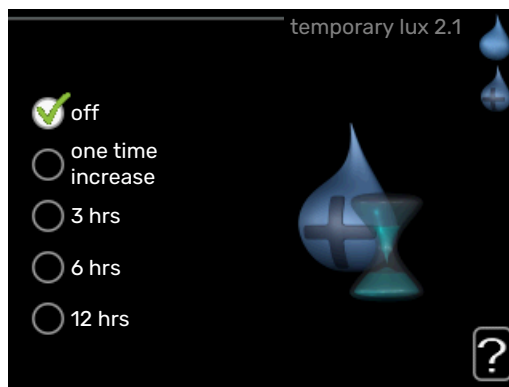 temporary lux 2.1
off
one time
increase
3 hrs
6 hrs
12 hrs
?